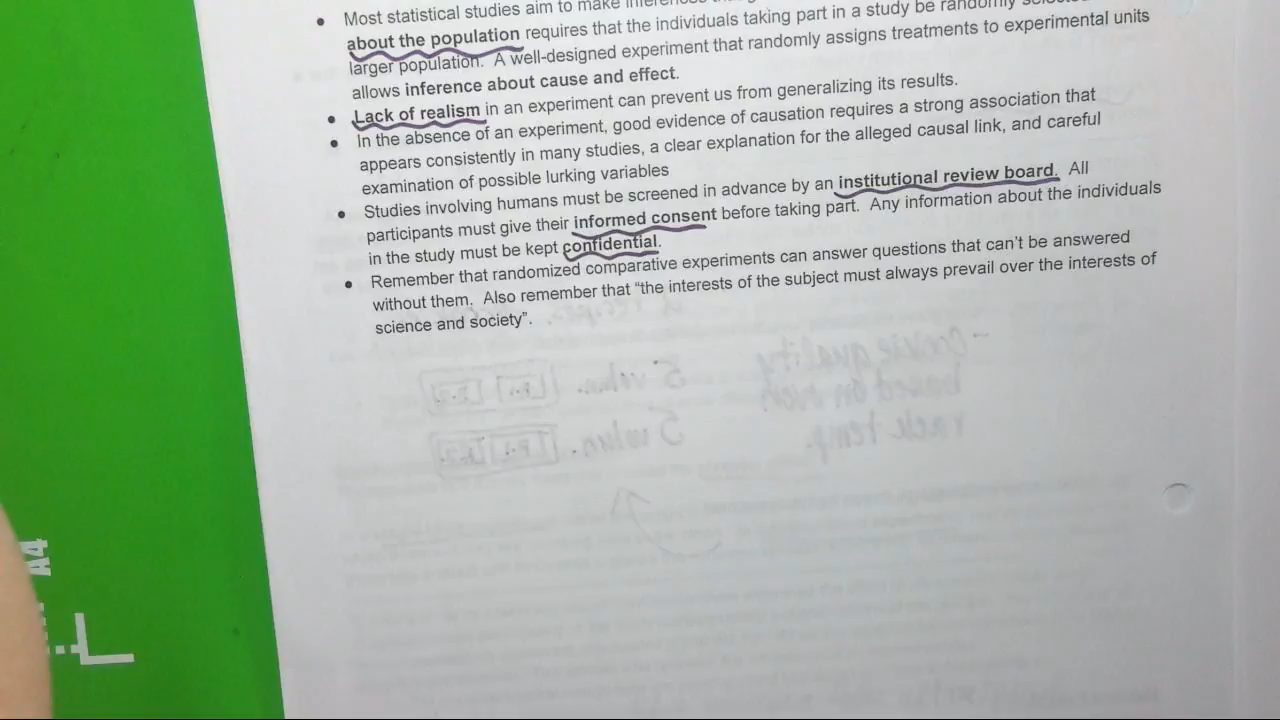 Most statistical studies aim to make
about the population requires that the individuals taking part in a study be randomly
larger population. A well-designed experiment that randomly assigns treatments to experimental units
allows inference about cause and effect.
Lack of realism in an experiment can prevent us from generalizing its results.
In the absence of an experiment, good evidence of causation requires a strong association that
appears consistently in many studies, a clear explanation for the alleged causal link, and careful
examination of possible lurking variables
Studies involving humans must be screened in advance by an institutional review board. All
participants must give their informed consent before taking part. Any information about the individuals
in the study must be kept confidential.
Remember that randomized comparative experiments can answer questions that can't be answered
without them. Also remember that “the interests of the subject must always prevail over the interests of
science and society”.
A4